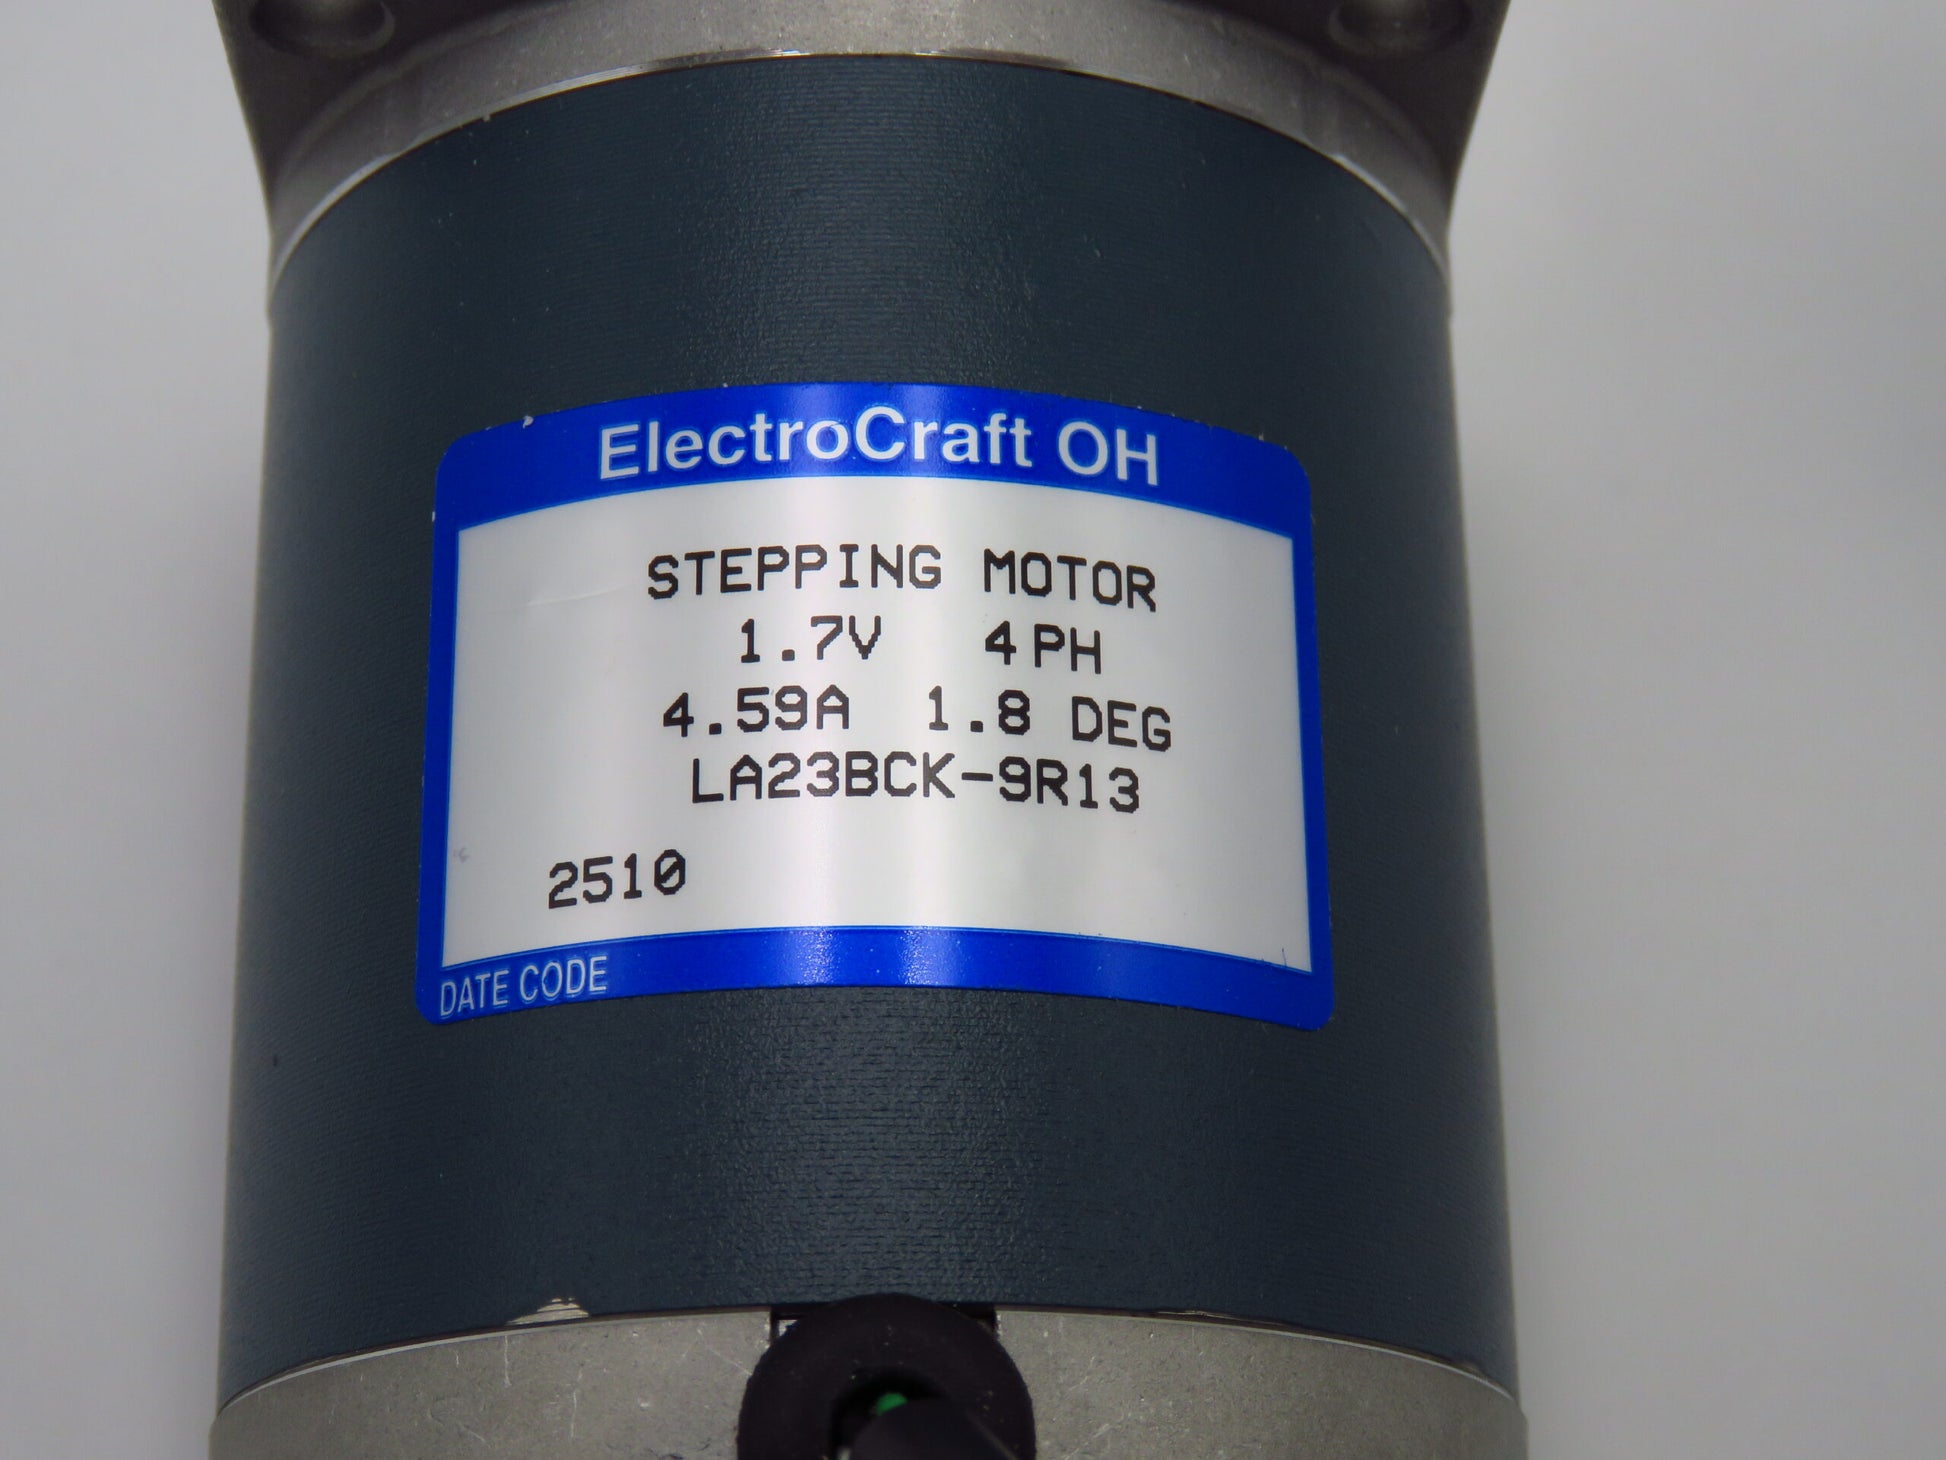 ElectroCraft OH
STEPPING MOTOR
1.7V 4PH
4.59A 1.8 DEG
LA23BCK-9R13
2510
DATE CODE